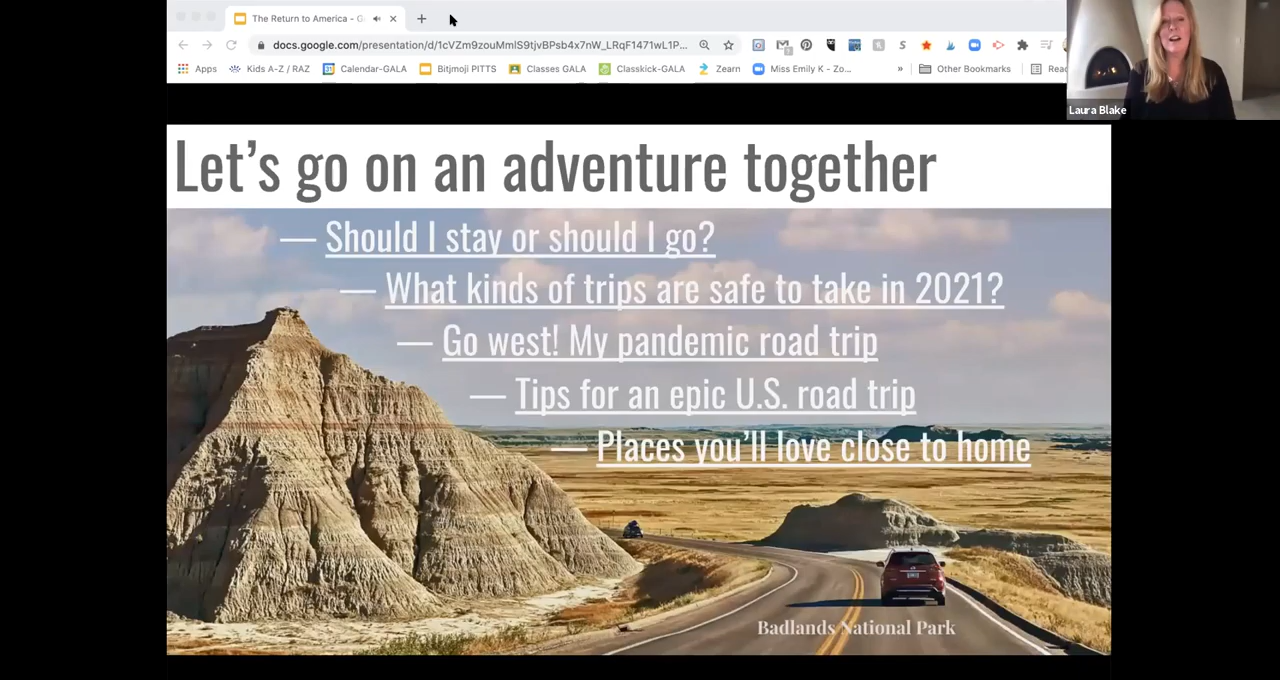 The Return to America - G
docs.google.com/presentation/d/1cVZm9zouMmlS9tjvBPsb4x7nW_LRqF1471wL1P...
Apps Kids A-Z / RAZ Calendar-GALA Bitjmoji PITTS Classes GALA Classkick-GALA Zearn Miss Emily K - Zo... » Other Bookmarks Read
Laura Blake
Let's go on an adventure together
— Should I stay or should I go?
— What kinds of trips are safe to take in 2021?
— Go west! My pandemic road trip
— Tips for an epic U.S. road trip
— Places you'll love close to home
Badlands National Park